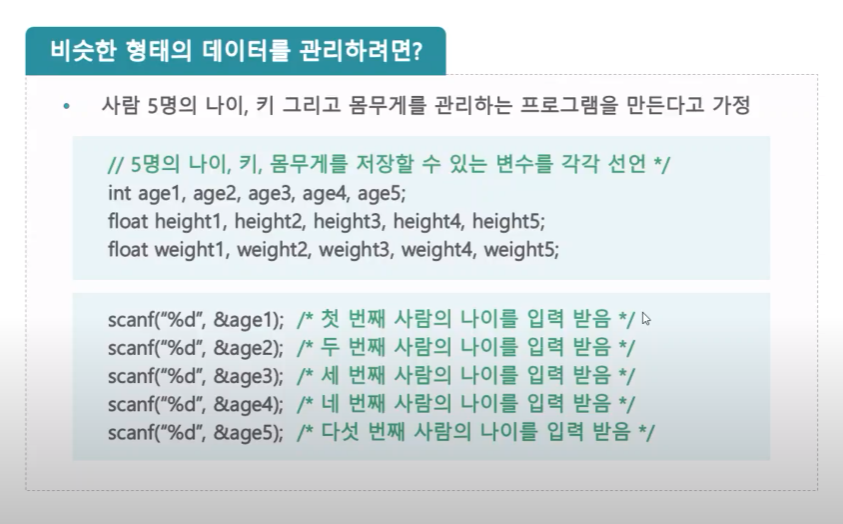 비슷한 형태의 데이터를 관리하려면?
• 사람 5명의 나이, 키 그리고 몸무게를 관리하는 프로그램을 만든다고 가정
// 5명의 나이, 키, 몸무게를 저장할 수 있는 변수를 각각 선언 */
int age1, age2, age3, age4, age5;
float height1, height2, height3, height4, height5;
float weight1, weight2, weight3, weight4, weight5;
scanf(“%d”, &age1); /* 첫 번째 사람의 나이를 입력 받음 */
scanf(“%d”, &age2); /* 두 번째 사람의 나이를 입력 받음 */
scanf(“%d”, &age3); /* 세 번째 사람의 나이를 입력 받음 */
scanf(“%d”, &age4); /* 네 번째 사람의 나이를 입력 받음 */
scanf(“%d”, &age5); /* 다섯 번째 사람의 나이를 입력 받음 */